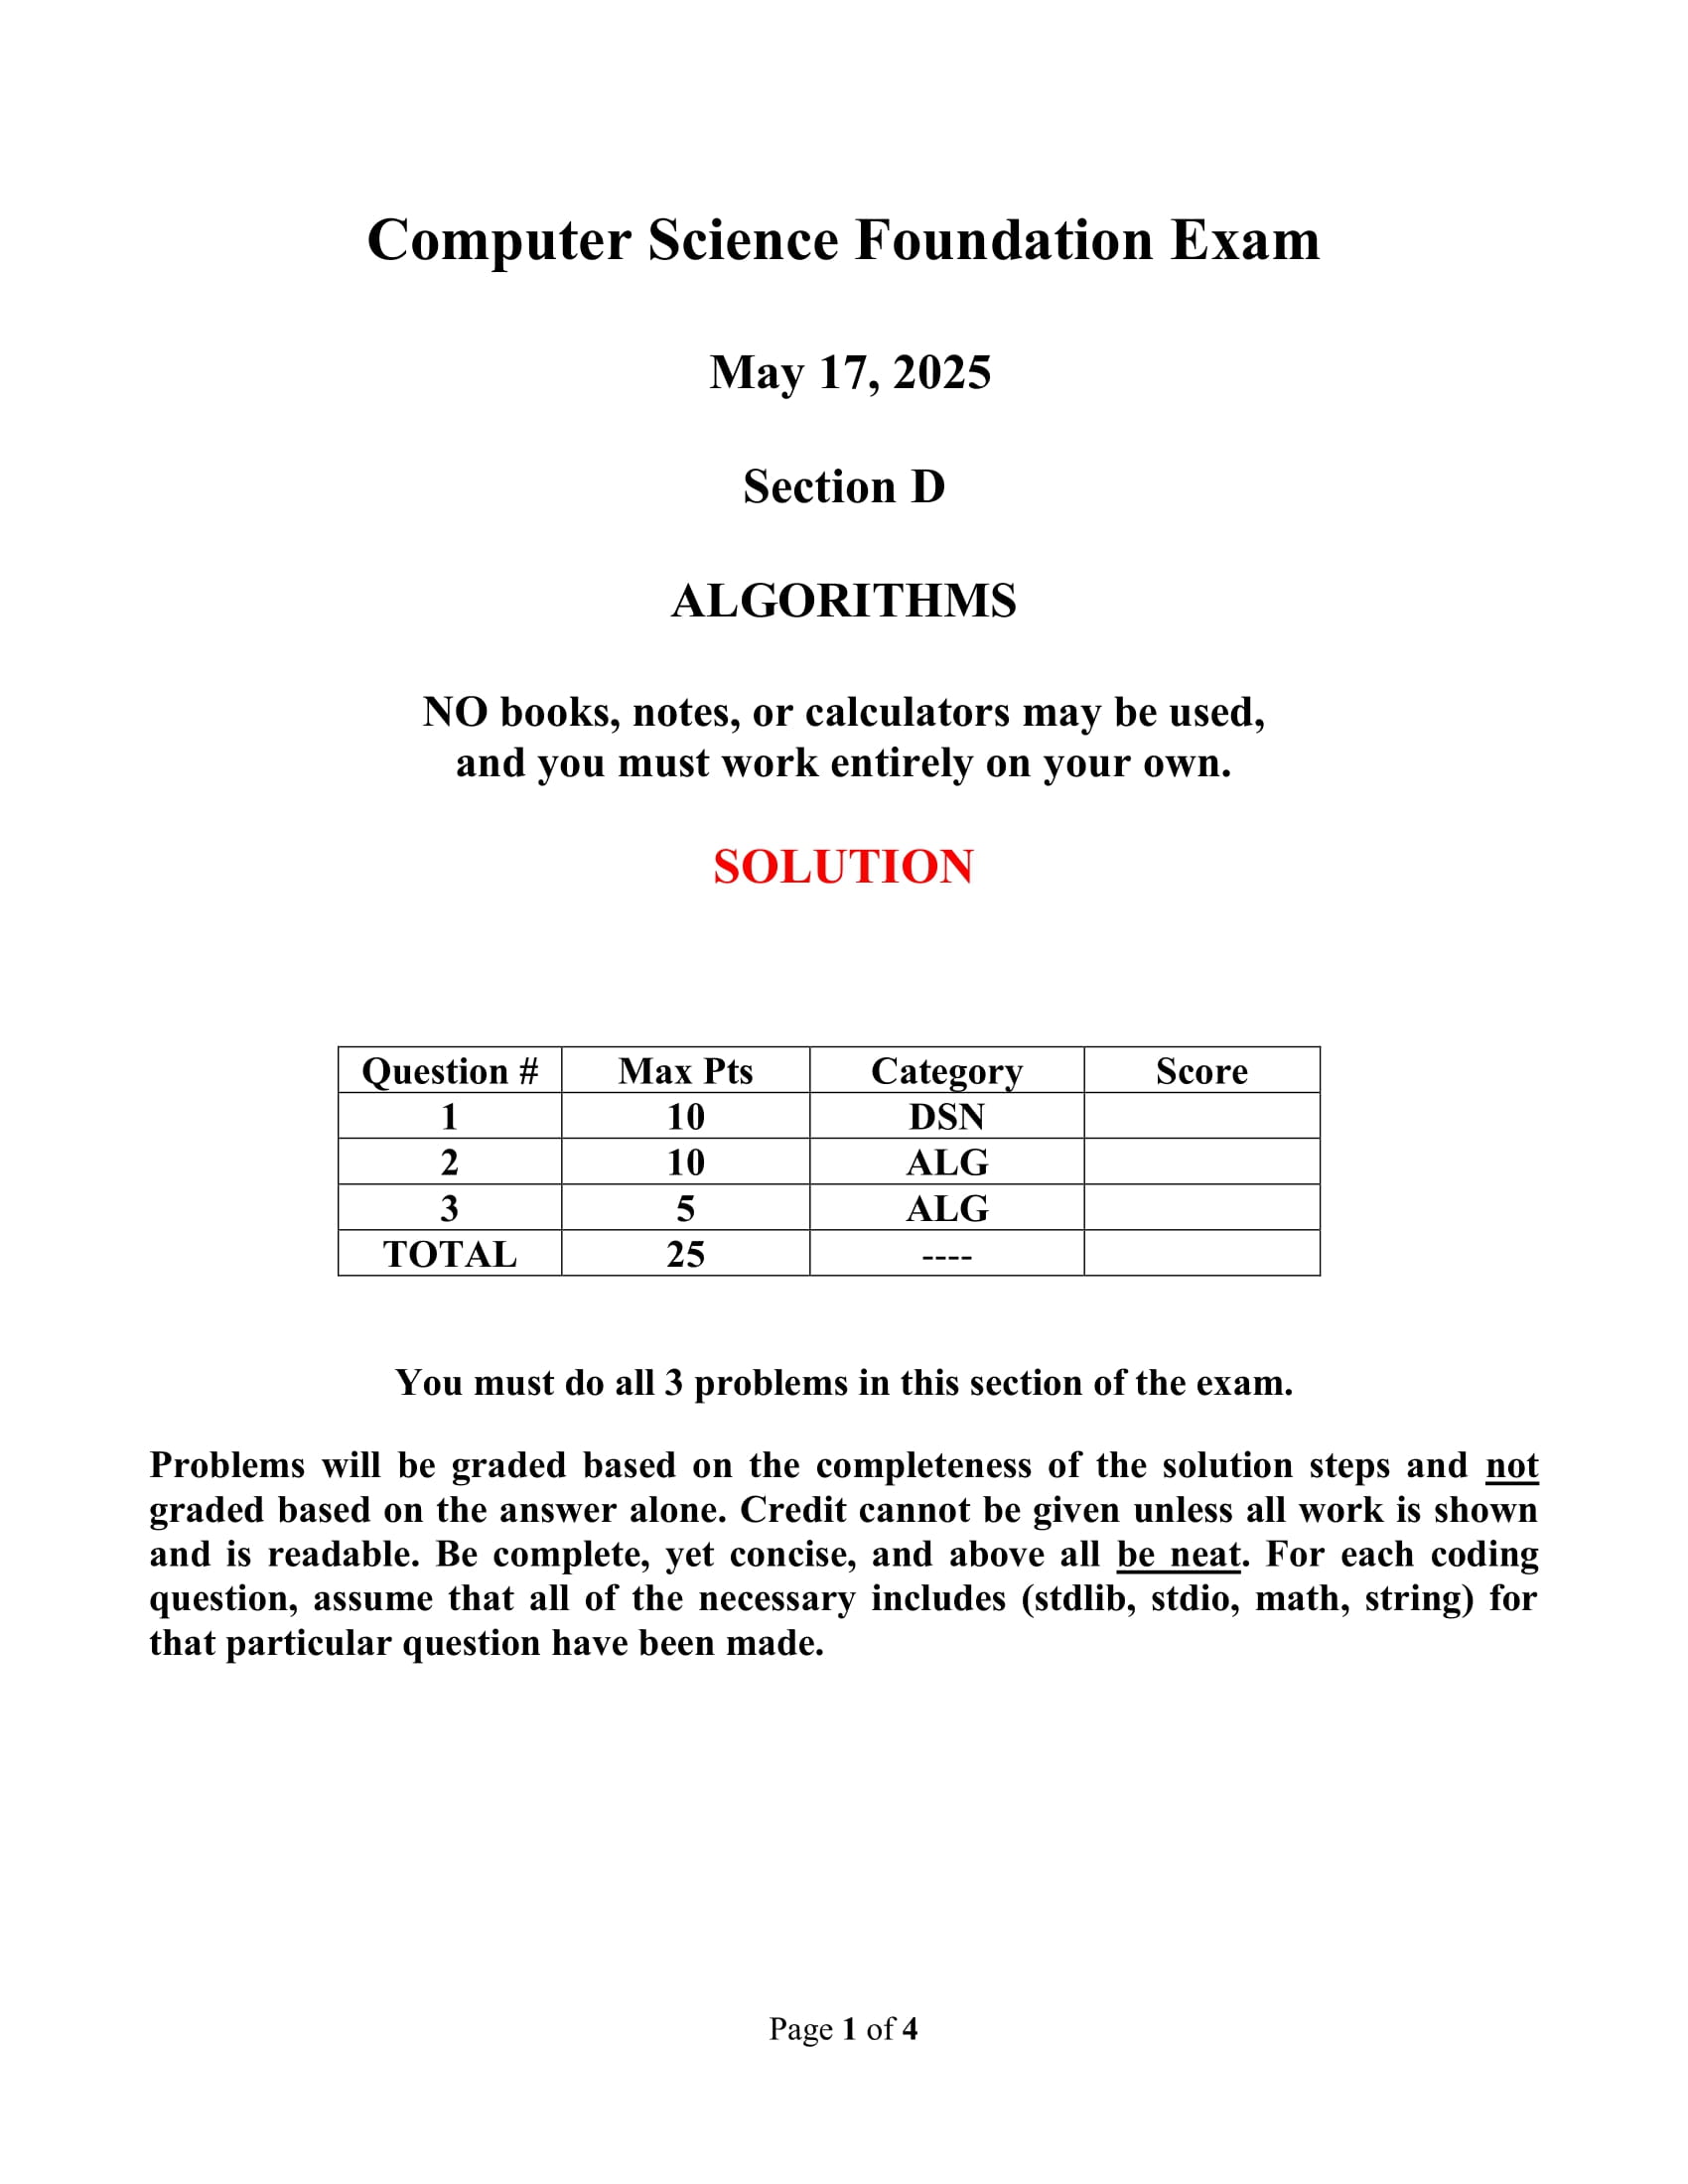 Computer Science Foundation Exam
May 17, 2025
Section D
ALGORITHMS
NO books, notes, or calculators may be used,
and you must work entirely on your own.
SOLUTION
Question # Max Pts Category Score
1 10 DSN
2 10 ALG
3 5 ALG
TOTAL 25 ----
You must do all 3 problems in this section of the exam.
Problems will be graded based on the completeness of the solution steps and not
graded based on the answer alone. Credit cannot be given unless all work is shown
and is readable. Be complete, yet concise, and above all be neat. For each coding
question, assume that all of the necessary includes (stdlib, stdio, math, string) for
that particular question have been made.
Page 1 of 4